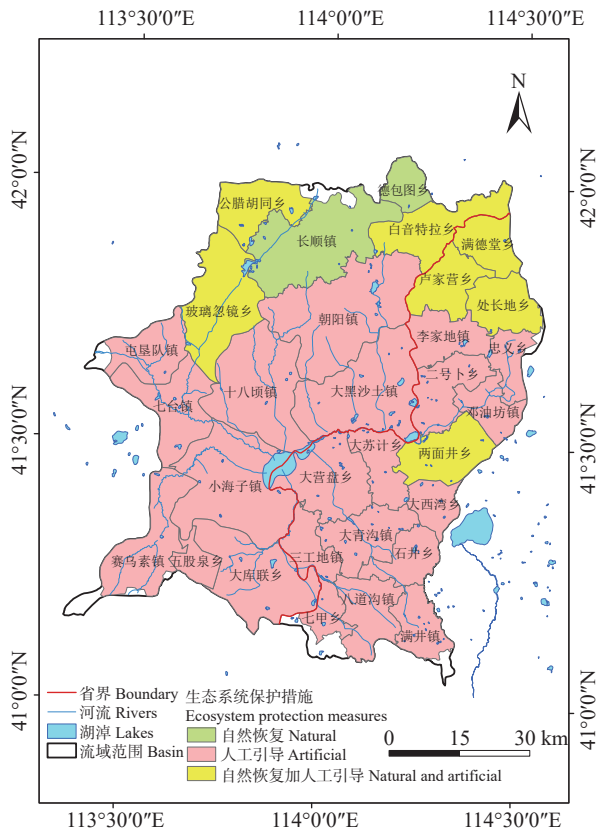 113°30′0″E
114°0′0″E
114°30′0″E
N
42°0′0″N
42°0′0″N
德包图乡
公腊胡同乡
白音特拉乡
长顺镇
满德堂乡
卢家营乡
处长地乡
玻璃忽镜乡
朝阳镇
李家地镇
忠义乡
屯垦队镇
二号卜乡
十八顷镇
大黑沙土镇
七台镇
邓油坊镇
41°30′0″N
41°30′0″N
大苏计乡
两面井乡
大营盘乡
小海子镇
大西湾乡
大青沟镇
三工地镇
石井乡
赛乌素镇
五股泉乡
大库联乡
八道沟镇
七甲乡
满井镇
41°0′0″N
41°0′0″N
省界 Boundary
河流 Rivers
湖淖 Lakes
流域范围 Basin
生态系统保护措施
Ecosystem protection measures
自然恢复 Natural
人工引导 Artificial
自然恢复加人工引导 Natural and artificial
0 15 30 km
113°30′0″E
114°0′0″E
114°30′0″E